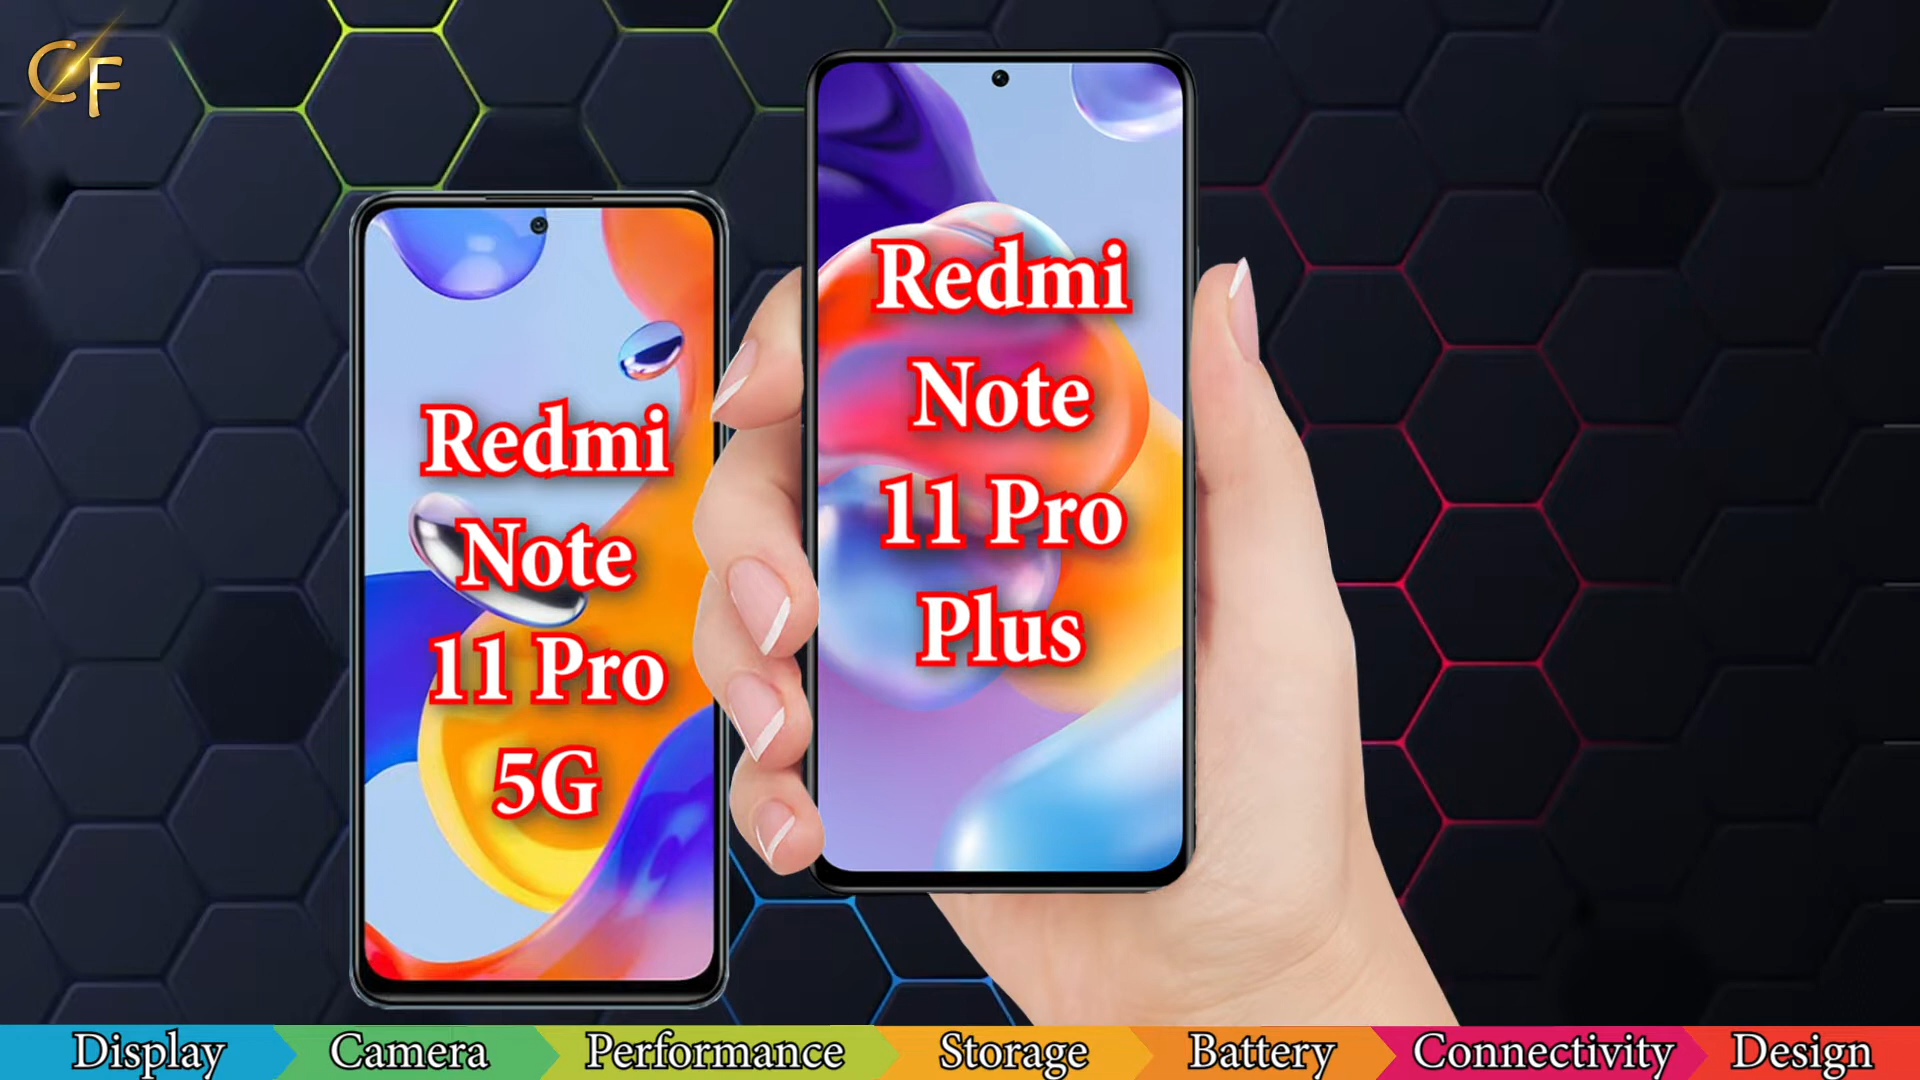 CF
Redmi
Note
11 Pro
5G
Redmi
Note
11 Pro
Plus
Display Camera Performance Storage Battery Connectivity Design